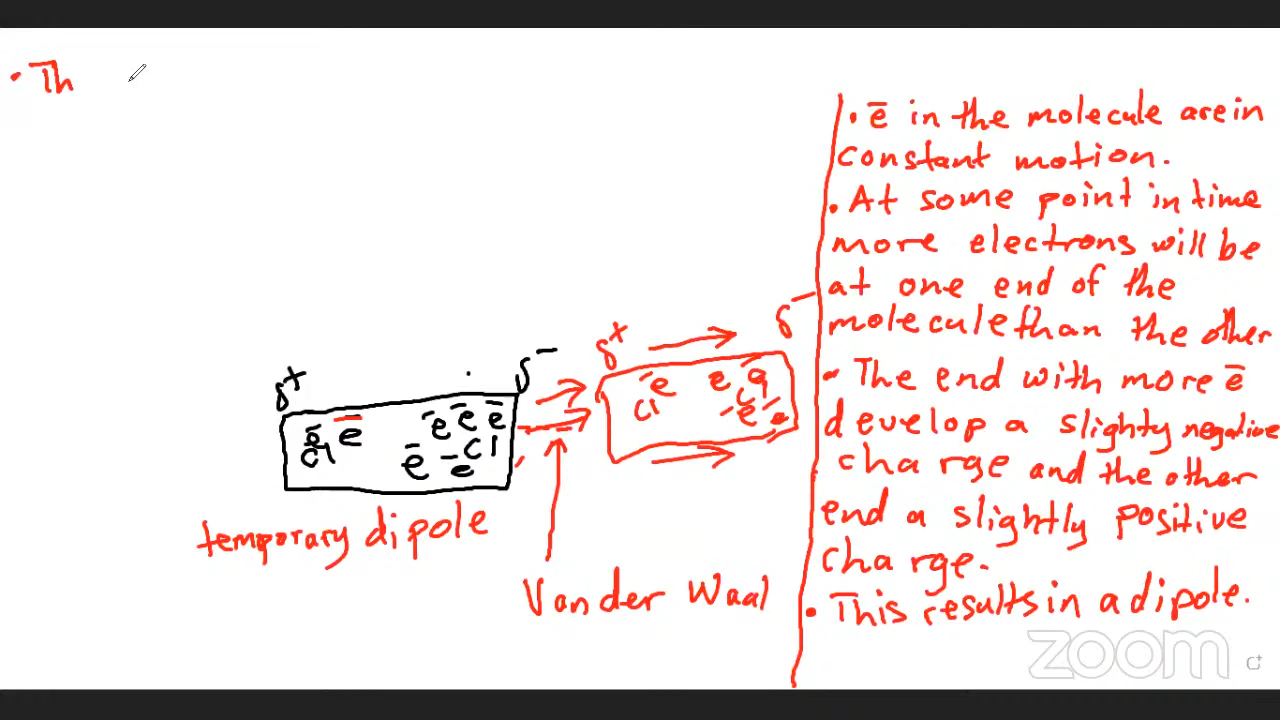 • Th
• ē in the molecule are in
constant motion.
• At some point in time
more electrons will be
at one end of the
molecule than the other
• The end with more ē
develop a slighty negative
charge and the other
end a slightly positive
charge.
• This results in a dipole.
δ+ δ-
δ+ δ-
ē e e ē
Cl Cl
ē ē
ē ē ē ē ē
Cl Cl
ē ē
temporary dipole
Van der Waal
zoom